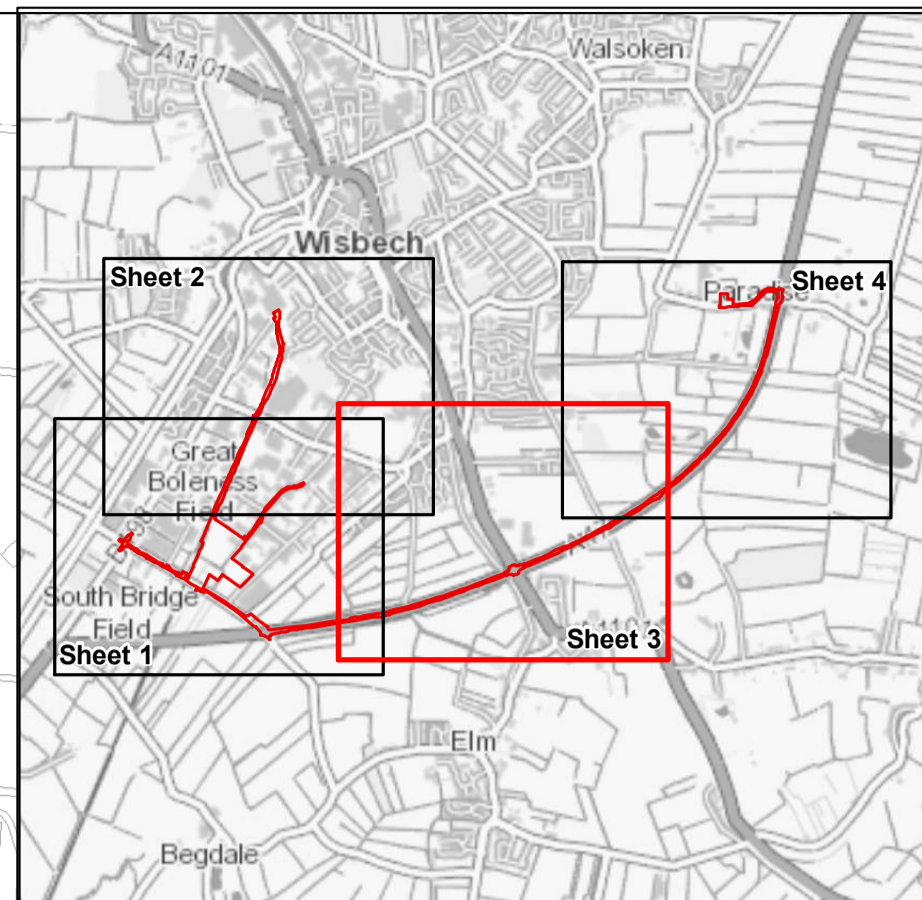 Walsoken
A1101
Wisbech
Sheet 2
Paradise
Sheet 4
Great
Boleness
Field
South Bridge
Field
Sheet 1
A1101
Sheet 3
Elm
Begdale